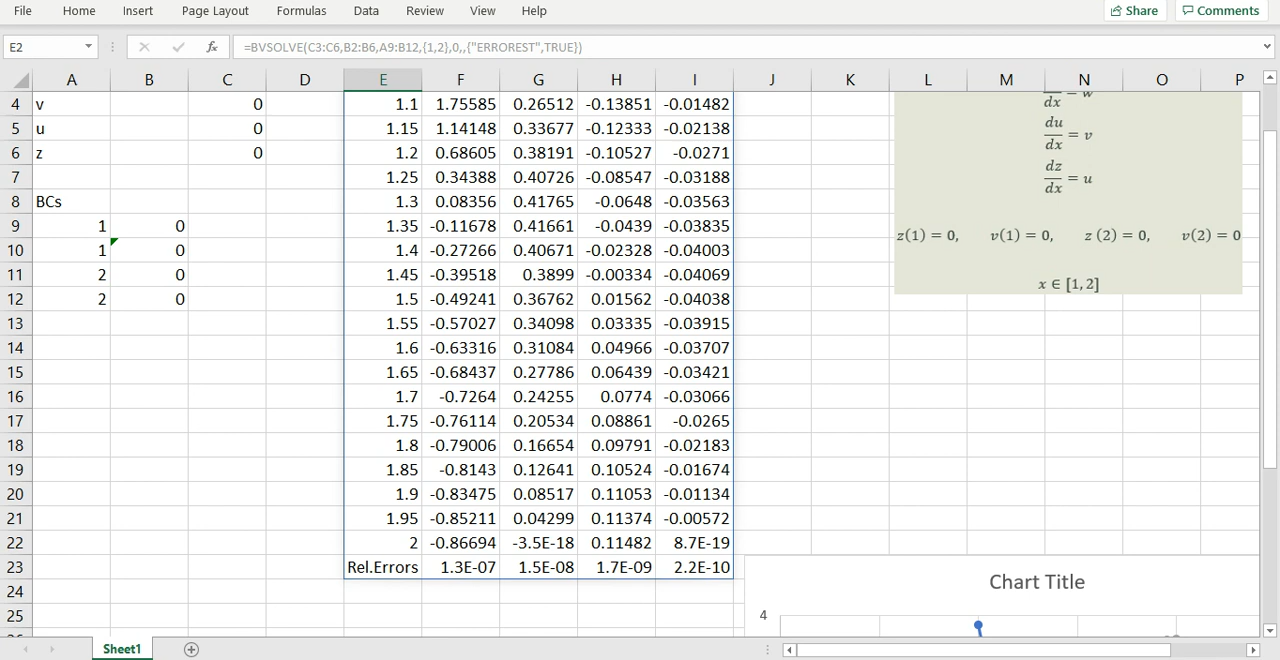 File Home Insert Page Layout Formulas Data Review View Help Share Comments
E2 fx =BVSOLVE(C3:C6,B2:B6,A9:B12,{1,2},0,,{"ERROREST",TRUE})
A B C D E F G H I J K L M N O P
4 v 0 1.1 1.75585 0.26512 -0.13851 -0.01482
5 u 0 1.15 1.14148 0.33677 -0.12333 -0.02138
6 z 0 1.2 0.68605 0.38191 -0.10527 -0.0271
7 1.25 0.34388 0.40726 -0.08547 -0.03188
8 BCs 1.3 0.08356 0.41765 -0.0648 -0.03563
9 1 0 1.35 -0.11678 0.41661 -0.0439 -0.03835
10 1 0 1.4 -0.27266 0.40671 -0.02328 -0.04003
11 2 0 1.45 -0.39518 0.3899 -0.00334 -0.04069
12 2 0 1.5 -0.49241 0.36762 0.01562 -0.04038
13 1.55 -0.57027 0.34098 0.03335 -0.03915
14 1.6 -0.63316 0.31084 0.04966 -0.03707
15 1.65 -0.68437 0.27786 0.06439 -0.03421
16 1.7 -0.7264 0.24255 0.0774 -0.03066
17 1.75 -0.76114 0.20534 0.08861 -0.0265
18 1.8 -0.79006 0.16654 0.09791 -0.02183
19 1.85 -0.8143 0.12641 0.10524 -0.01674
20 1.9 -0.83475 0.08517 0.11053 -0.01134
21 1.95 -0.85211 0.04299 0.11374 -0.00572
22 2 -0.86694 -3.5E-18 0.11482 8.7E-19
23 Rel.Errors 1.3E-07 1.5E-08 1.7E-09 2.2E-10
24
25
dx = w
du/dx = v
dz/dx = u
z(1) = 0, v(1) = 0, z (2) = 0, v(2) = 0
x ∈ [1,2]
Chart Title
4
Sheet1